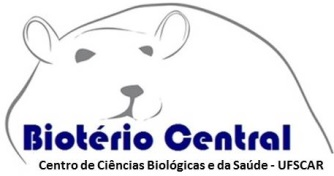 Biotério Central
Centro de Ciências Biológicas e da Saúde - UFSCAR